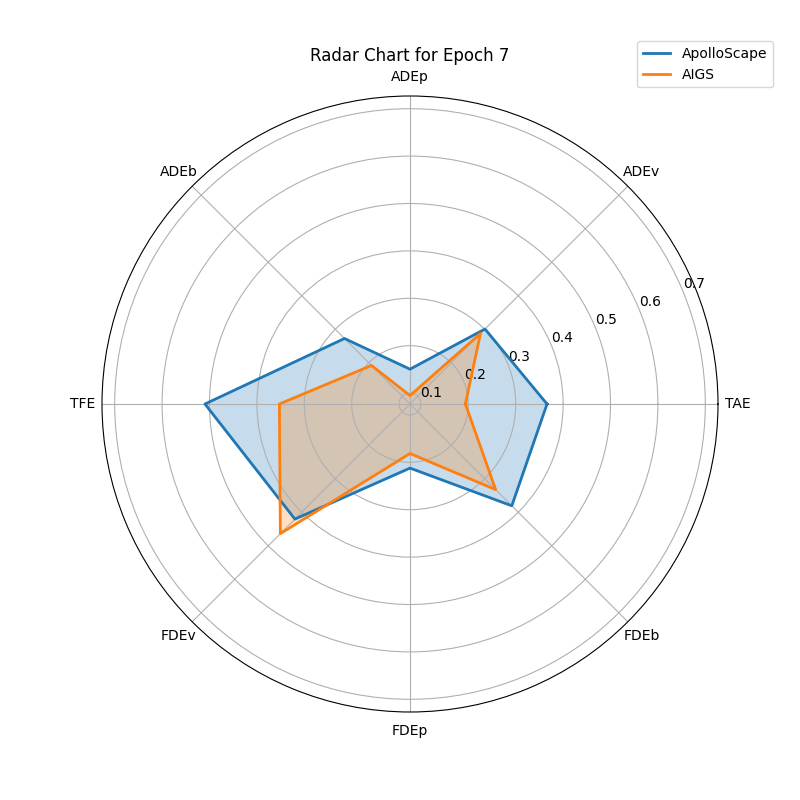 Radar Chart for Epoch 7
ApolloScape
AIGS
ADEp
ADEb
ADEv
0.7
0.6
0.5
0.4
0.3
0.2
0.1
TFE
TAE
FDEv
FDEb
FDEp